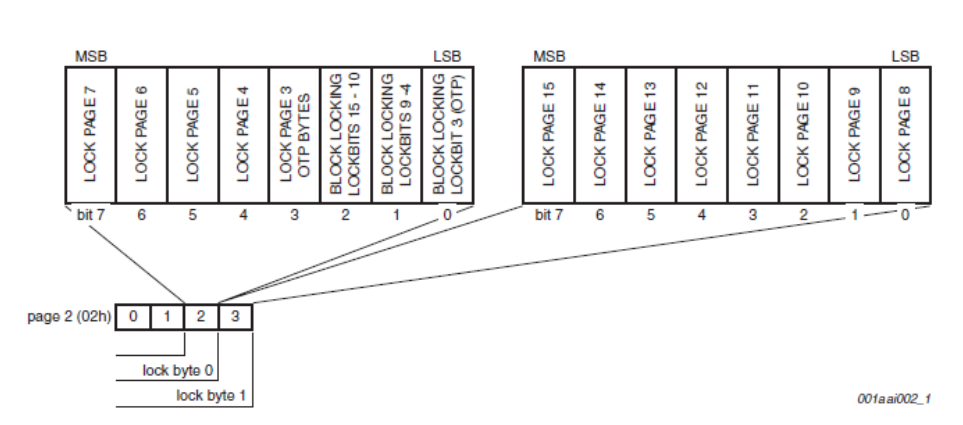 MSB LSB MSB LSB
LOCK PAGE 7
LOCK PAGE 6
LOCK PAGE 5
LOCK PAGE 4
LOCK PAGE 3
OTP BYTES
BLOCK LOCKING
LOCKBITS 15 - 10
BLOCK LOCKING
LOCKBITS 9 -4
BLOCK LOCKING
LOCKBIT 3 (OTP)
LOCK PAGE 15
LOCK PAGE 14
LOCK PAGE 13
LOCK PAGE 12
LOCK PAGE 11
LOCK PAGE 10
LOCK PAGE 9
LOCK PAGE 8
bit 7 6 5 4 3 2 1 0 bit 7 6 5 4 3 2 1 0
page 2 (02h) 0 1 2 3
lock byte 0
lock byte 1
001aai002_1